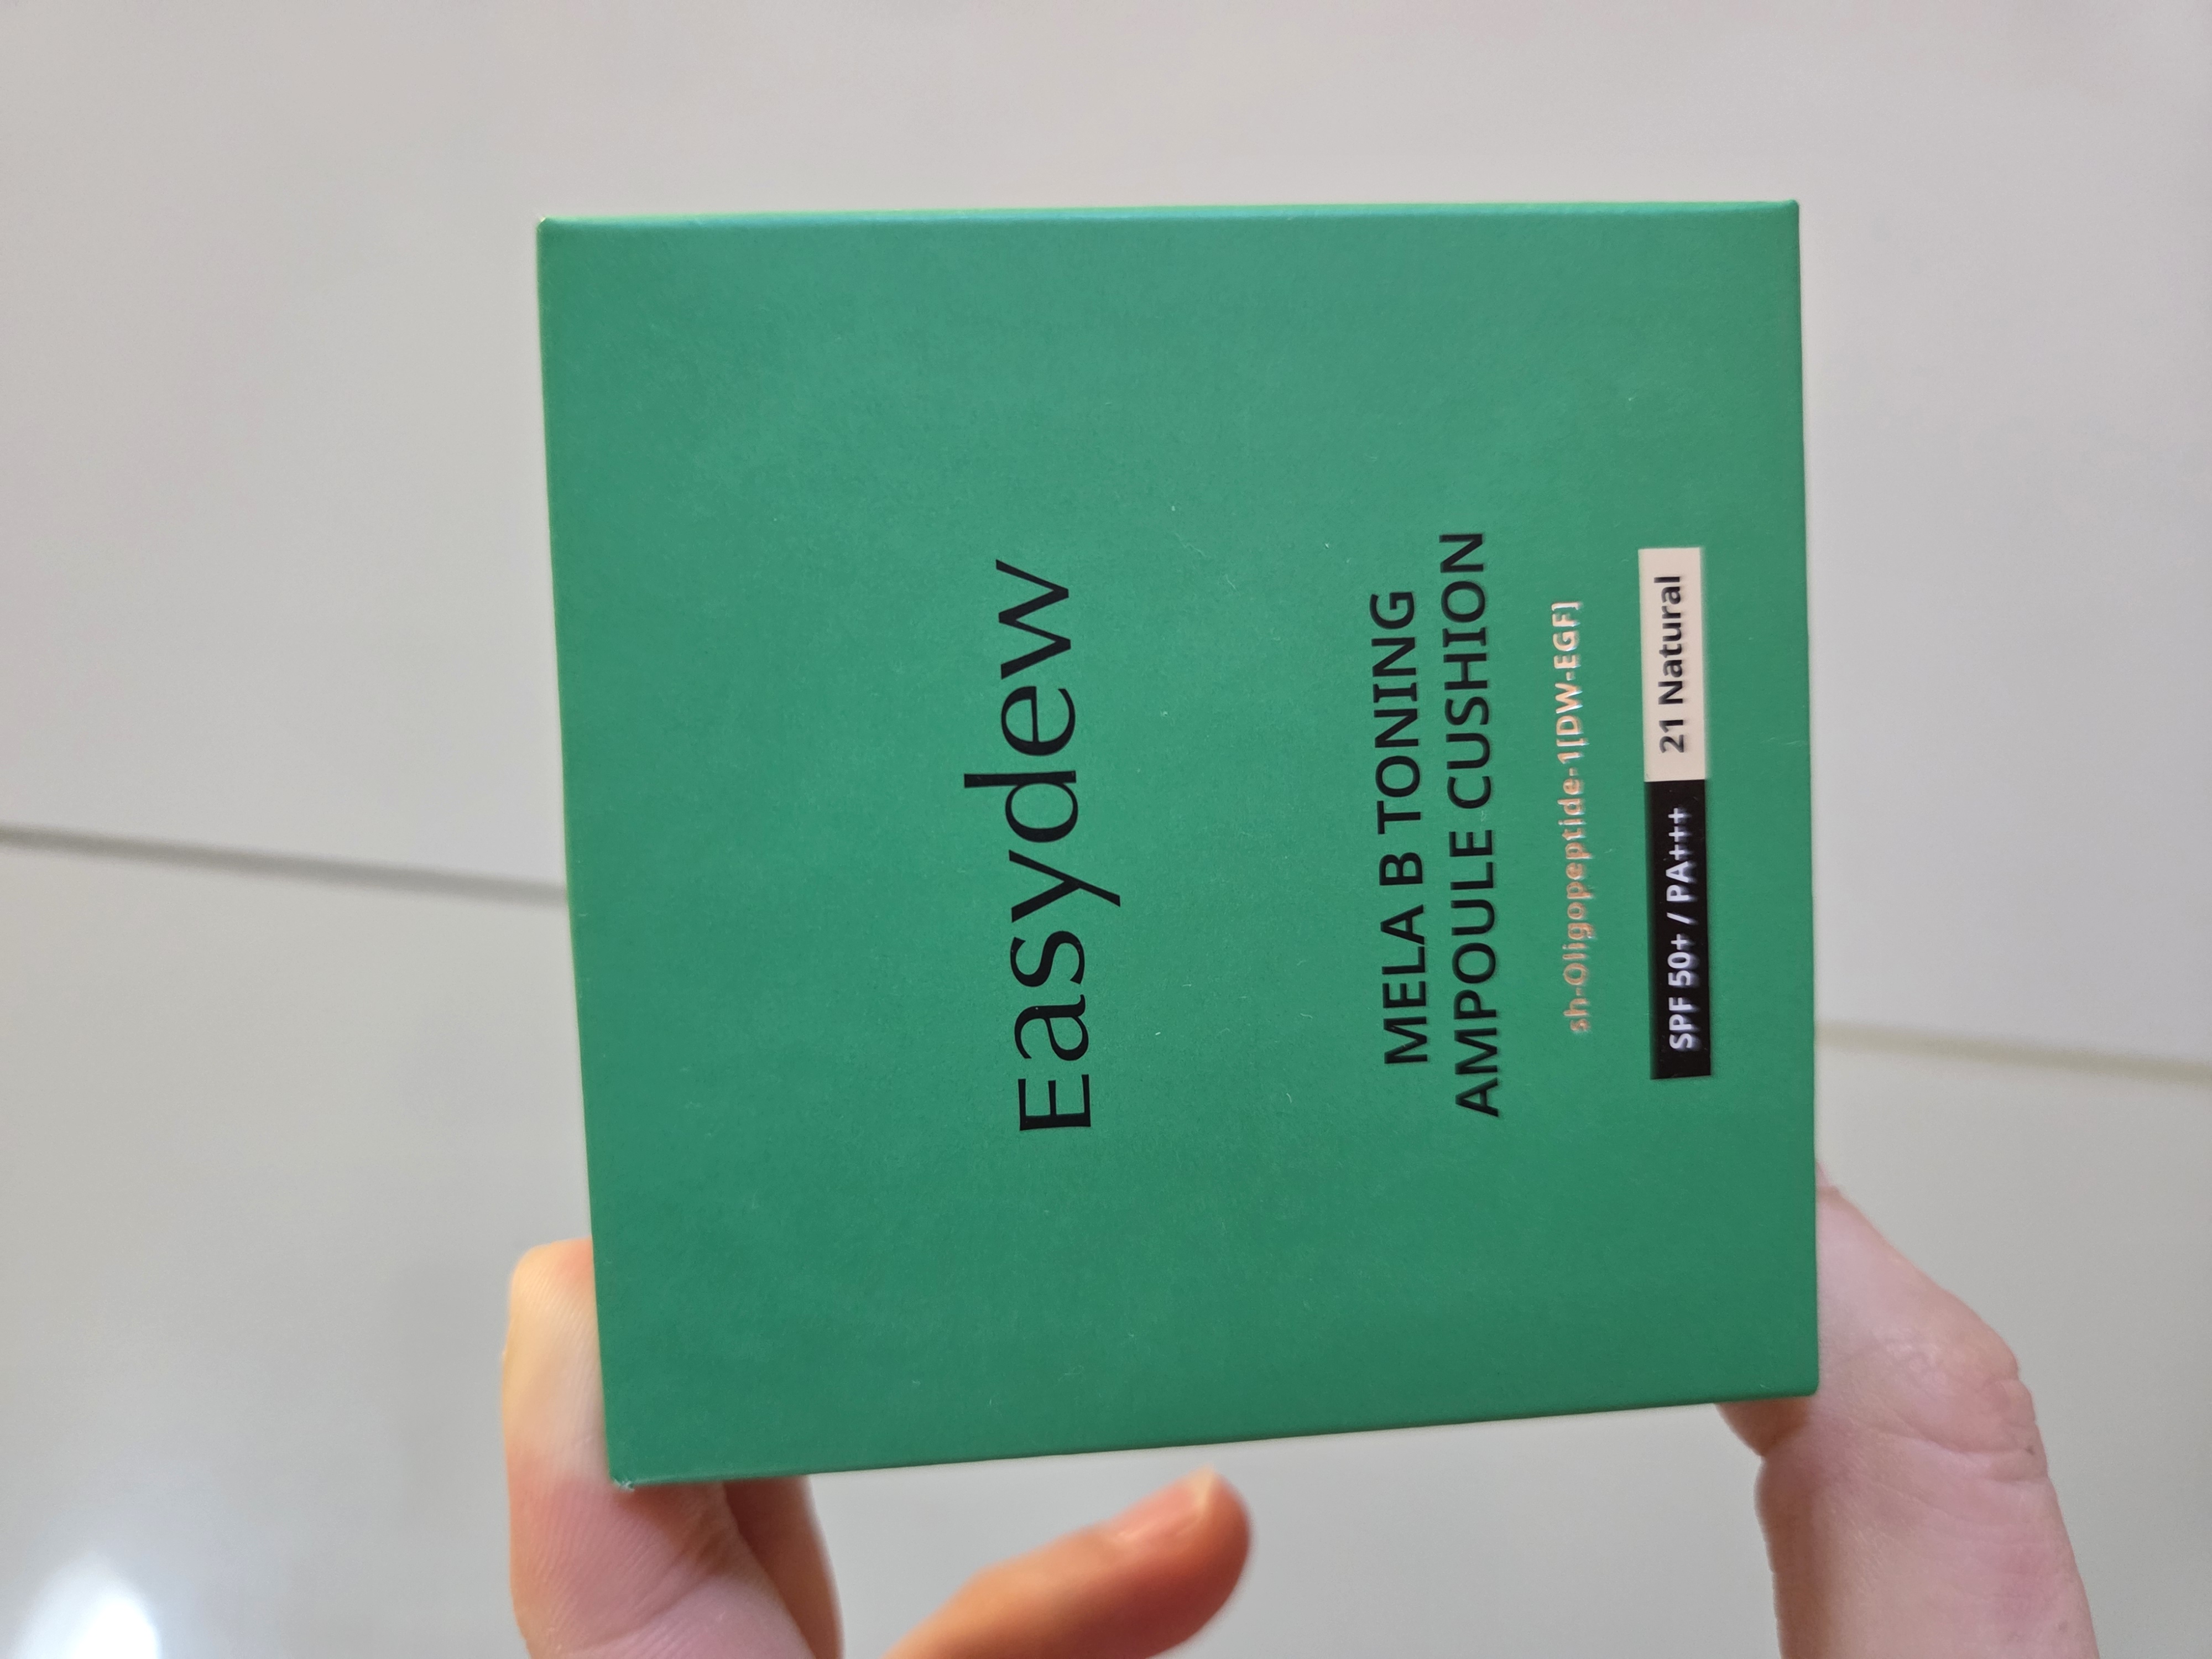 Easydew
MELA B TONING
AMPOULE CUSHION
sh-Oligopeptide-1[DW-EGF]
SPF 50+ / PA+++ 21 Natural